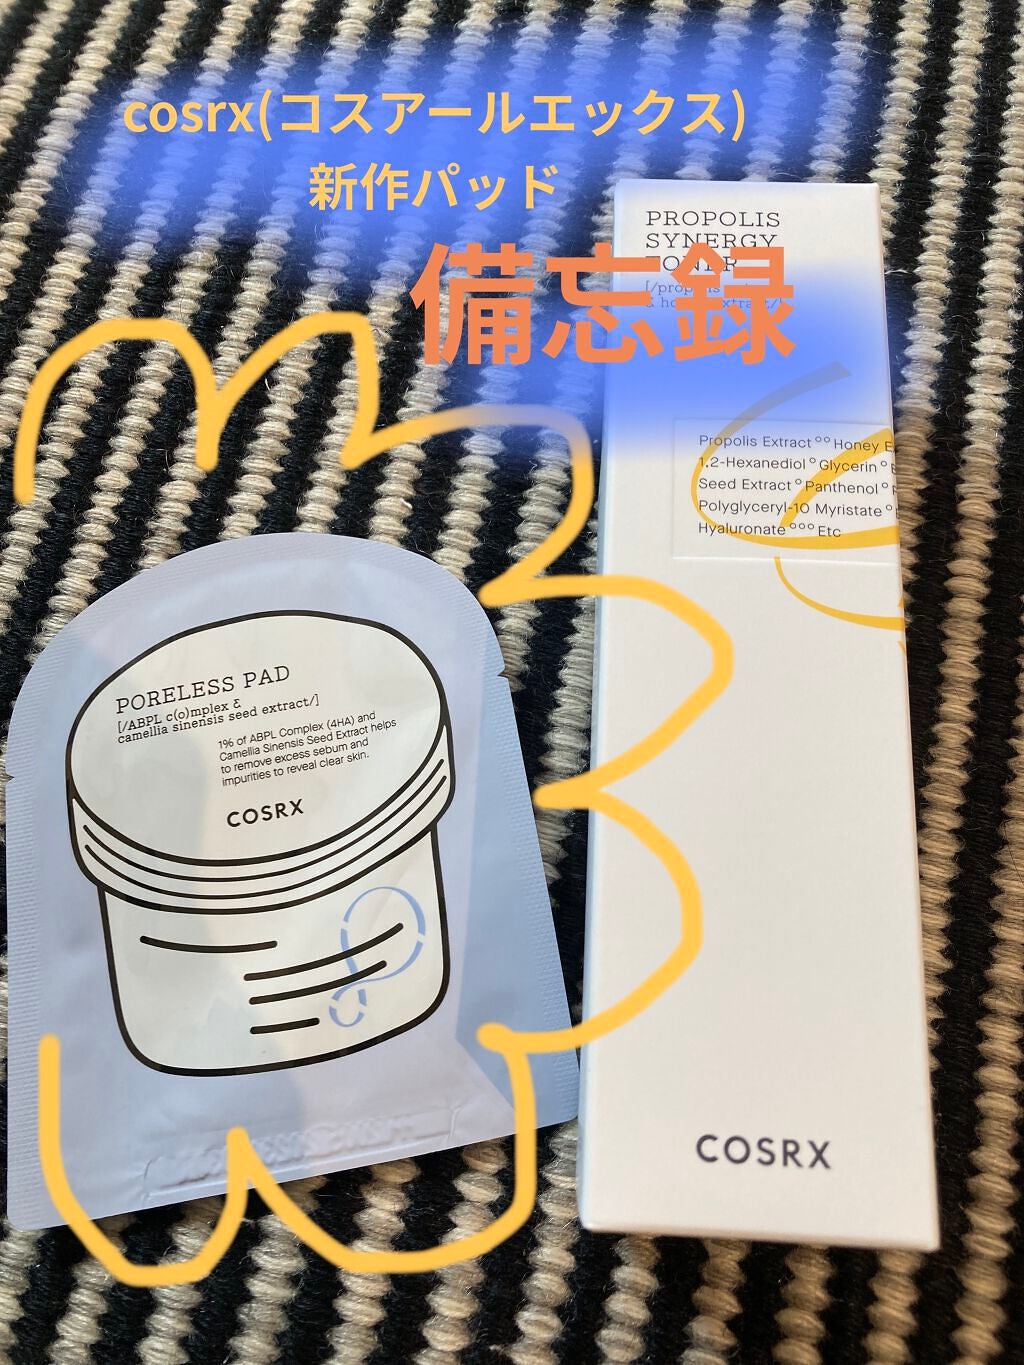 cosrx(コスアールエックス)
新作パッド
備忘録
PROPOLIS
SYNERGY
TONER
Propolis Extract °° Honey E
1.2-Hexanediol ° Glycerin °
Seed Extract ° Panthenol °
Polyglyceryl-10 Myristate °
Hyaluronate °°° Etc
COSRX
PORELESS PAD
[/ABPL c(o)mplex &
camellia sinensis seed extract/]
1% of ABPL Complex (4HA) and
Camellia Sinensis Seed Extract helps
to remove excess sebum and
impurities to reveal clear skin.
COSRX